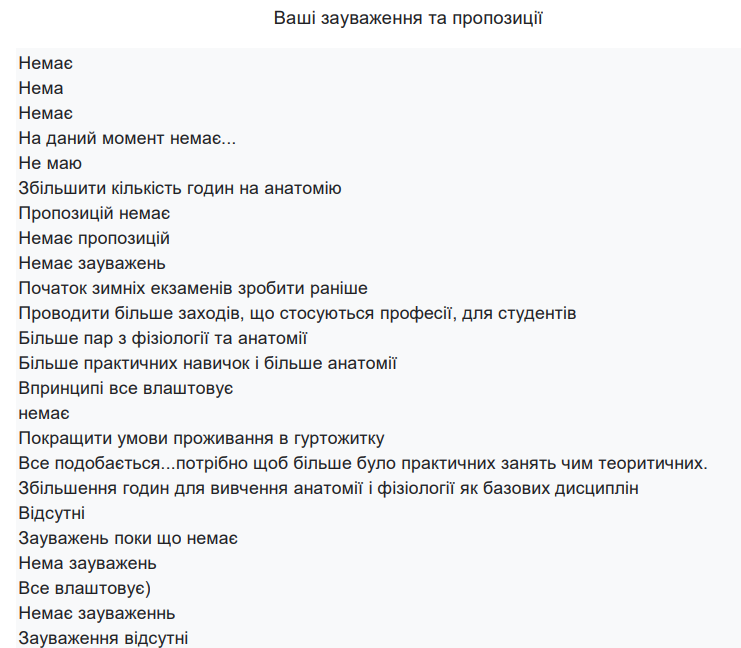 Ваші зауваження та пропозиції
Немає
Нема
Немає
На даний момент немає...
Не маю
Збільшити кількість годин на анатомію
Пропозицій немає
Немає пропозицій
Немає зауважень
Початок зимніх екзаменів зробити раніше
Проводити більше заходів, що стосуються професії, для студентів
Більше пар з фізіології та анатомії
Більше практичних навичок і більше анатомії
Впринципі все влаштовує
немає
Покращити умови проживання в гуртожитку
Все подобається...потрібно щоб більше було практичних занять чим теоритичних.
Збільшення годин для вивчення анатомії і фізіології як базових дисциплін
Відсутні
Зауважень поки що немає
Нема зауважень
Все влаштовує)
Немає зауваженнь
Зауваження відсутні